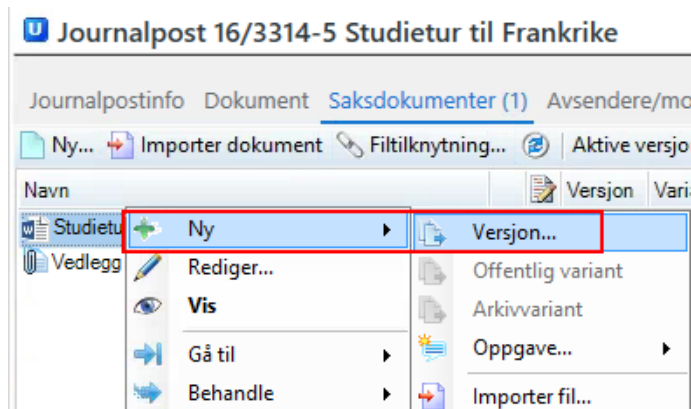 U Journalpost 16/3314-5 Studietur til Frankrike
Journalpostinfo Dokument Saksdokumenter (1) Avsendere/mo
Ny... Importer dokument Filtilknytning... Aktive versjo
Navn Versjon Vari
Studietu Ny Versjon...
Vedlegg Rediger... Offentlig variant
Vis Arkivvariant
Gå til Oppgave...
Behandle Importer fil...